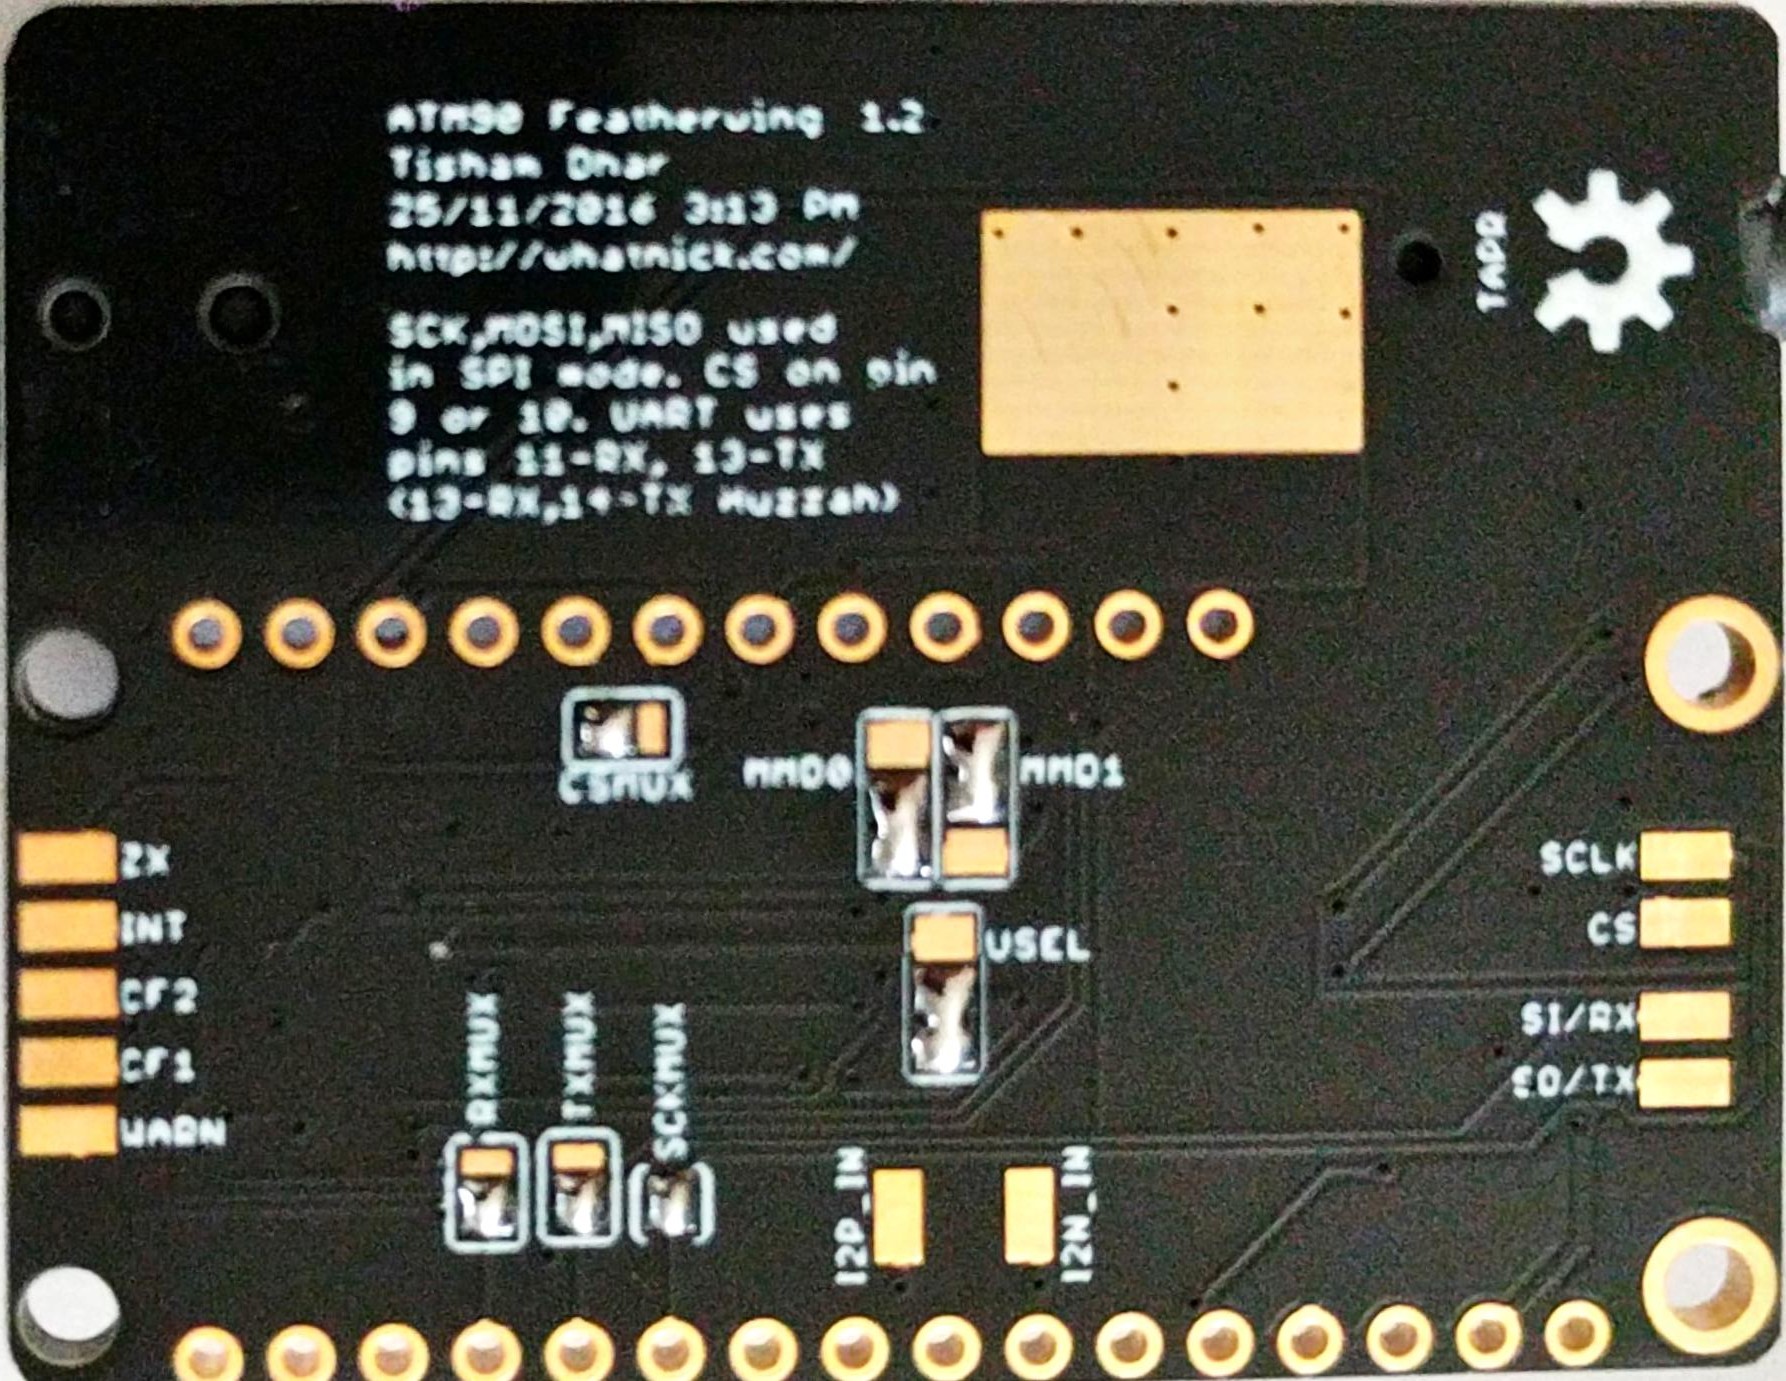 ATM90 Featherwing 1.2
Tisham Dhar
25/11/2016 3:13 PM
http://whatnick.com/
SCK,MOSI,MISO used
in SPI mode. CS on pin
9 or 10. UART uses
pins 11-RX, 13-TX
(13-RX,14-TX Huzzah)
TAPR
CSMUX
MMD0
MMD1
ZX
INT
CF2
CF1
WARN
USEL
SCLK
CS
SI/RX
SO/TX
RXMUX
TXMUX
SCKMUX
I2P_IN
I2N_IN